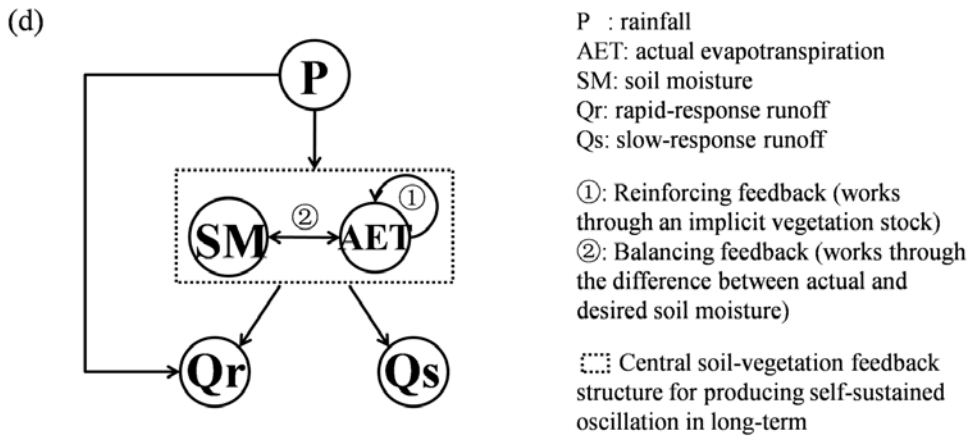 (d)
P
SM
②
AET
①
Qr
Qs
P : rainfall
AET: actual evapotranspiration
SM: soil moisture
Qr: rapid-response runoff
Qs: slow-response runoff
①: Reinforcing feedback (works
through an implicit vegetation stock)
②: Balancing feedback (works through
the difference between actual and
desired soil moisture)
Central soil-vegetation feedback
structure for producing self-sustained
oscillation in long-term